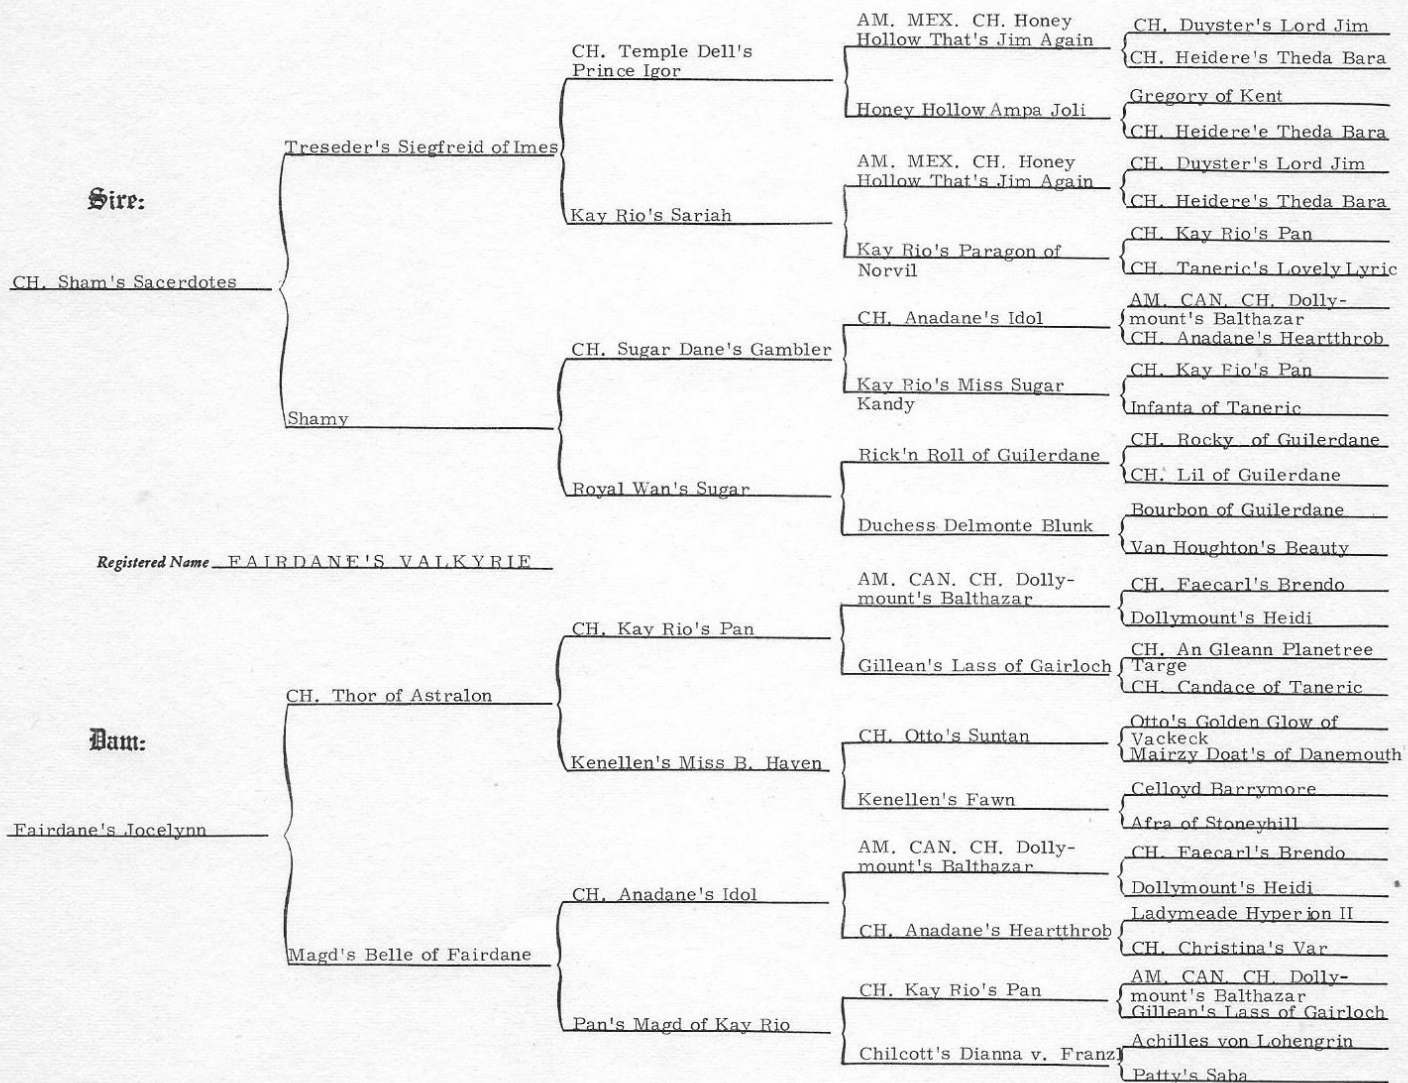 Sire:
CH. Sham's Sacerdotes
Treseder's Siegfreid of Imes
Shamy
CH. Temple Dell's
Prince Igor
Kay Rio's Sariah
CH. Sugar Dane's Gambler
Royal Wan's Sugar
AM. MEX. CH. Honey
Hollow That's Jim Again
Honey Hollow Ampa Joli
AM. MEX. CH. Honey
Hollow That's Jim Again
Kay Rio's Paragon of
Norvil
CH. Anadane's Idol
Kay Rio's Miss Sugar
Kandy
Rick'n Roll of Guilerdane
Duchess Delmonte Blunk
CH. Duyster's Lord Jim
CH. Heidere's Theda Bara
Gregory of Kent
CH. Heidere'e Theda Bara
CH. Duyster's Lord Jim
CH. Heidere's Theda Bara
CH. Kay Rio's Pan
CH. Taneric's Lovely Lyric
AM. CAN. CH. Dolly-
mount's Balthazar
CH. Anadane's Heartthrob
CH. Kay Fio's Pan
Infanta of Taneric
CH. Rocky of Guilerdane
CH. Lil of Guilerdane
Bourbon of Guilerdane
Van Houghton's Beauty
Registered Name FAIRDANE'S VALKYRIE
Dam:
Fairdane's Jocelynn
CH. Thor of Astralon
Magd's Belle of Fairdane
CH. Kay Rio's Pan
Kenellen's Miss B. Haven
CH. Anadane's Idol
Pan's Magd of Kay Rio
AM. CAN. CH. Dolly-
mount's Balthazar
Gillean's Lass of Gairloch
CH. Otto's Suntan
Kenellen's Fawn
AM. CAN. CH. Dolly-
mount's Balthazar
CH. Anadane's Heartthrob
CH. Kay Rio's Pan
Chilcott's Dianna v. Franzl
CH. Faecarl's Brendo
Dollymount's Heidi
CH. An Gleann Planetree
Targe
CH. Candace of Taneric
Otto's Golden Glow of
Vackeck
Mairzy Doat's of Danemouth
Celloyd Barrymore
Afra of Stoneyhill
CH. Faecarl's Brendo
Dollymount's Heidi
Ladymeade Hyperion II
CH. Christina's Var
AM. CAN. CH. Dolly-
mount's Balthazar
Gillean's Lass of Gairloch
Achilles von Lohengrin
Patty's Saba